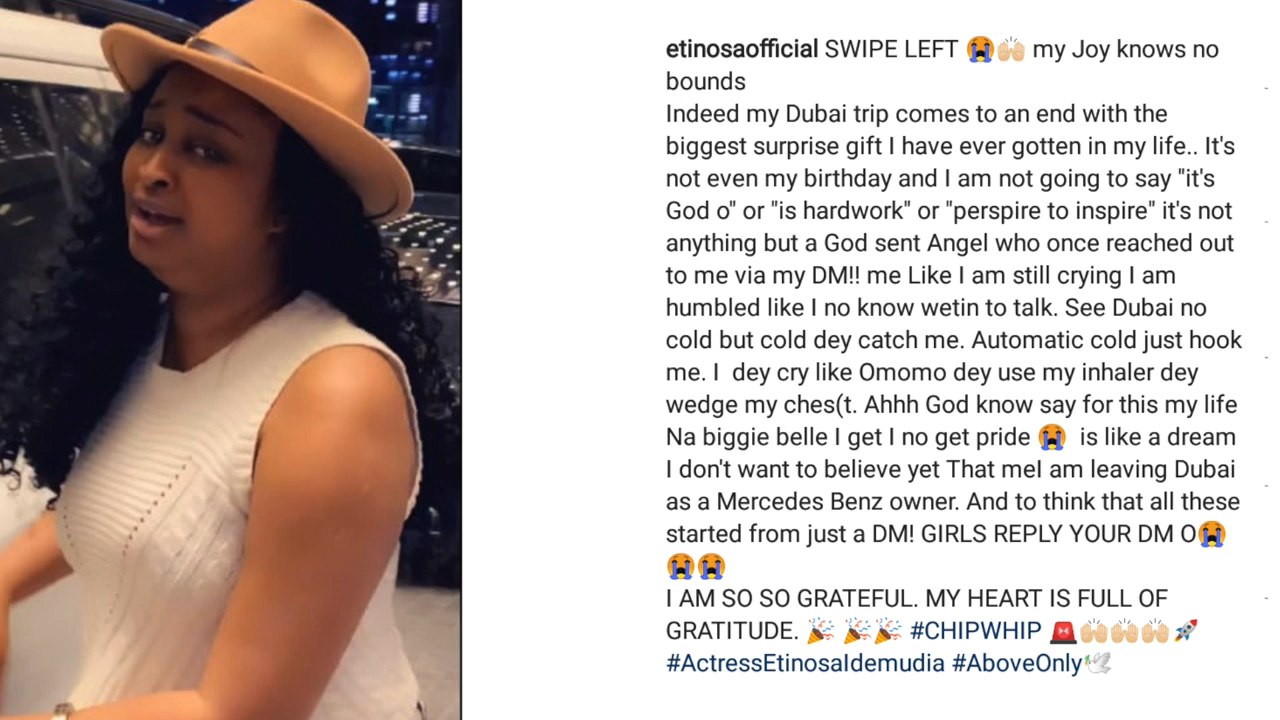 etinosaofficial SWIPE LEFT 😭🙌🏼 my Joy knows no
bounds
Indeed my Dubai trip comes to an end with the
biggest surprise gift I have ever gotten in my life.. It's
not even my birthday and I am not going to say "it's
God o" or "is hardwork" or "perspire to inspire" it's not
anything but a God sent Angel who once reached out
to me via my DM!! me Like I am still crying I am
humbled like I no know wetin to talk. See Dubai no
cold but cold dey catch me. Automatic cold just hook
me. I  dey cry like Omomo dey use my inhaler dey
wedge my ches(t. Ahhh God know say for this my life
Na biggie belle I get I no get pride 😭  is like a dream
I don't want to believe yet That meI am leaving Dubai
as a Mercedes Benz owner. And to think that all these
started from just a DM! GIRLS REPLY YOUR DM O😭
😭😭
I AM SO SO GRATEFUL. MY HEART IS FULL OF
GRATITUDE. 🎉 🎉🎉 #CHIPWHIP 🚨🙌🏼🙌🏼🙌🏼🚀
#ActressEtinosaIdemudia #AboveOnly🕊